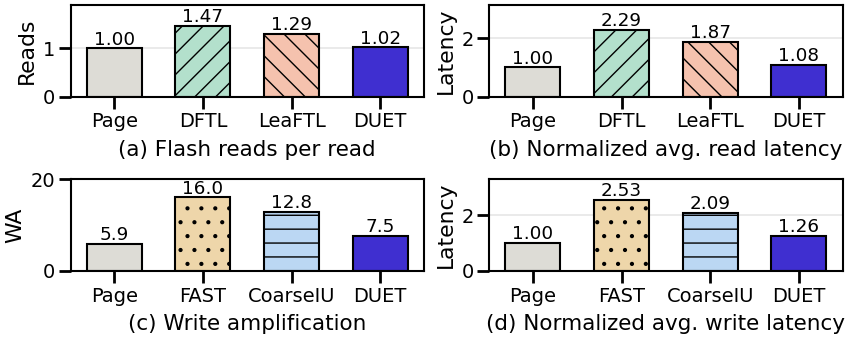 Reads
1
0
1.00
1.47
1.29
1.02
Page
DFTL
LeaFTL
DUET
(a) Flash reads per read
Latency
2
0
1.00
2.29
1.87
1.08
Page
DFTL
LeaFTL
DUET
(b) Normalized avg. read latency
WA
20
0
5.9
16.0
12.8
7.5
Page
FAST
CoarseIU
DUET
(c) Write amplification
Latency
2
0
1.00
2.53
2.09
1.26
Page
FAST
CoarseIU
DUET
(d) Normalized avg. write latency